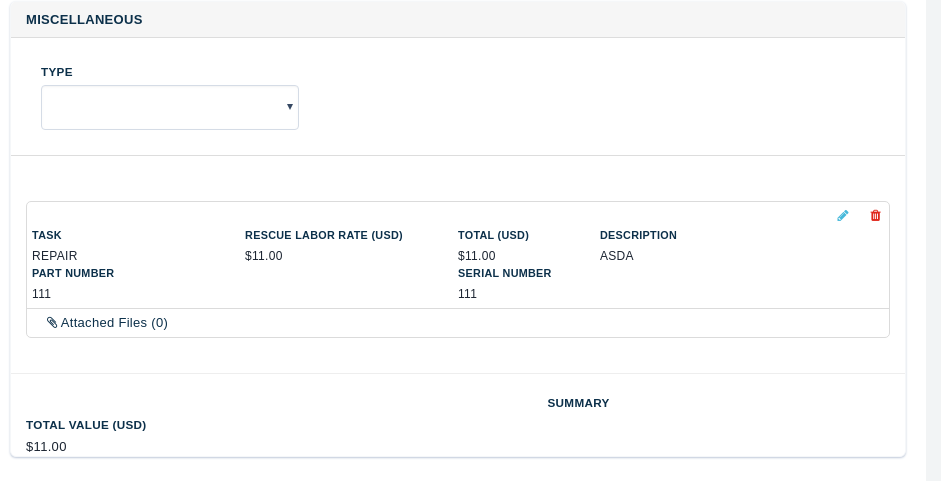 MISCELLANEOUS
TYPE
TASK RESCUE LABOR RATE (USD) TOTAL (USD) DESCRIPTION
REPAIR $11.00 $11.00 ASDA
PART NUMBER SERIAL NUMBER
111 111
Attached Files (0)
SUMMARY
TOTAL VALUE (USD)
$11.00